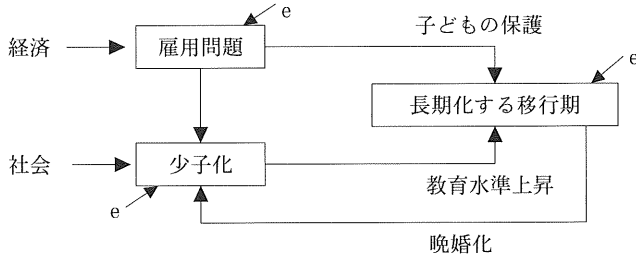 e
子どもの保護
経済
雇用問題
e
長期化する移行期
社会
少子化
教育水準上昇
e
晩婚化